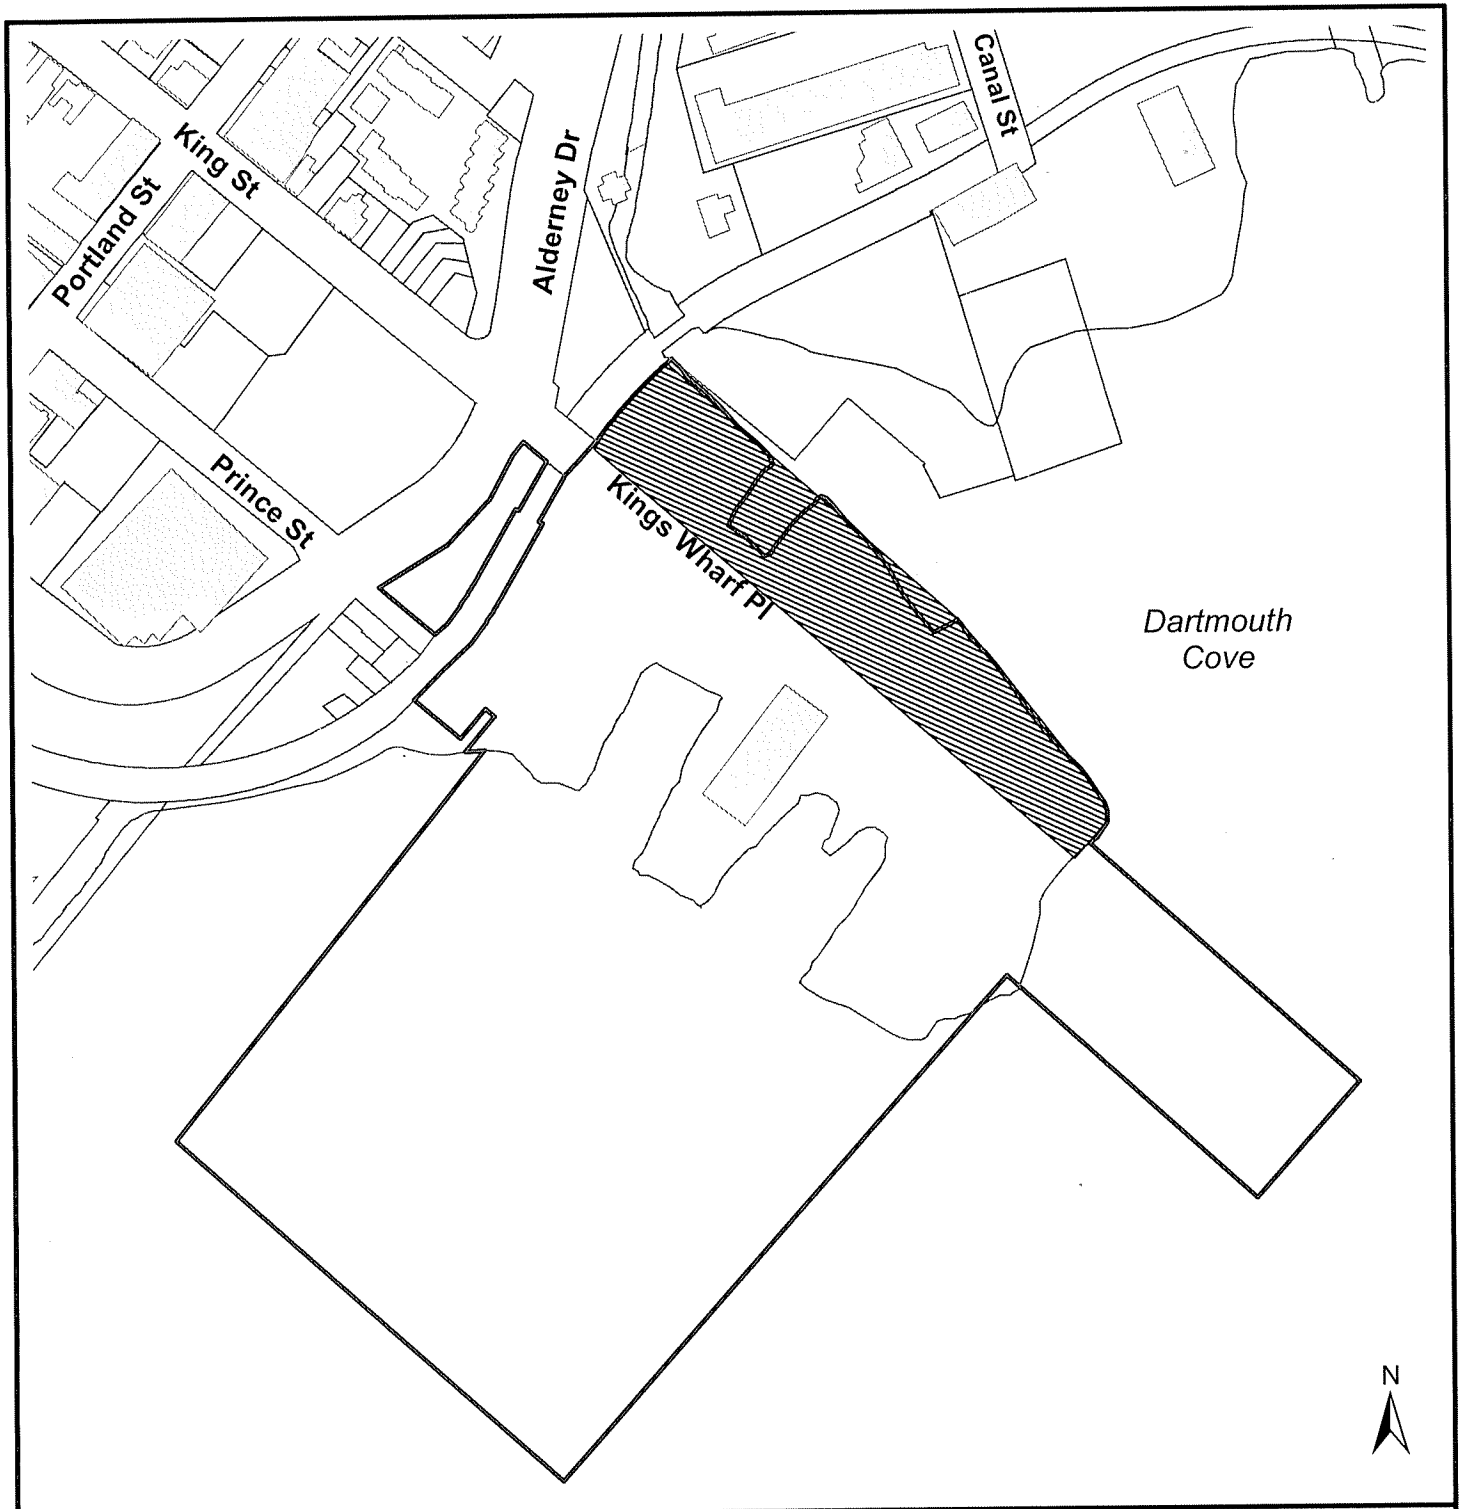 Canal St
King St
Alderney Dr
Portland St
Prince St
Kings Wharf Pl
Dartmouth
Cove
N